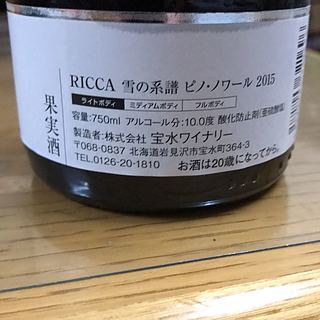 RICCA 雪の系譜 ピノ・ノワール 2015
ライトボディ ミディアムボディ フルボディ
果実酒
容量:750ml アルコール分:10.0度 酸化防止剤(亜硫酸塩)
製造者:株式会社 宝水ワイナリー
〒068-0837 北海道岩見沢市宝水町364-3
TEL.0126-20-1810 お酒は20歳になってから。